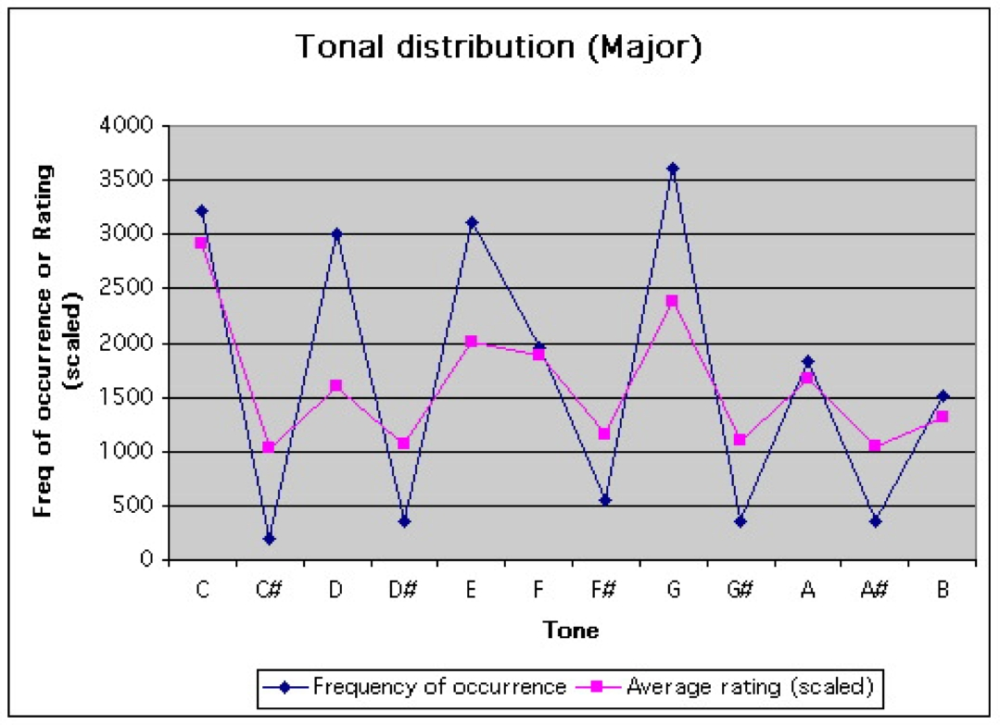 Tonal distribution (Major)
Freq of occurrence or Rating
(scaled)
4000
3500
3000
2500
2000
1500
1000
500
0
C C# D D# E F F# G G# A A# B
Tone
Frequency of occurrence Average rating (scaled)